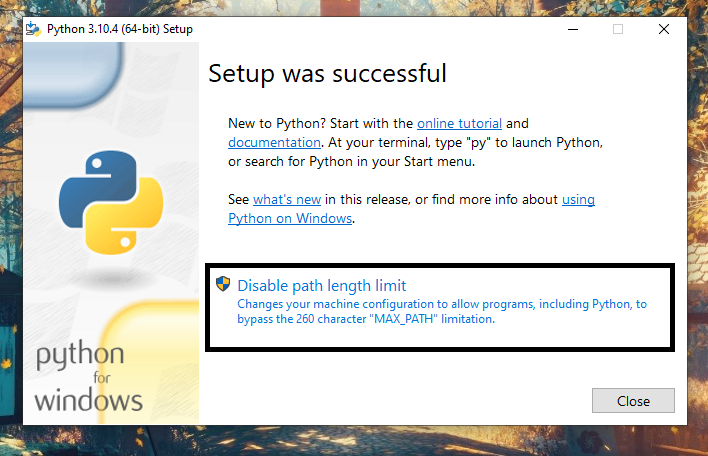 Python 3.10.4 (64-bit) Setup
Setup was successful
New to Python? Start with the online tutorial and
documentation. At your terminal, type "py" to launch Python,
or search for Python in your Start menu.
See what's new in this release, or find more info about using
Python on Windows.
Disable path length limit
Changes your machine configuration to allow programs, including Python, to
bypass the 260 character "MAX_PATH" limitation.
python
for
windows
Close